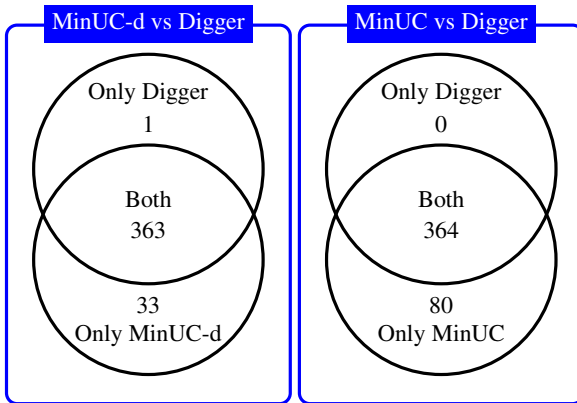 MinUC-d vs Digger
Only Digger
1
Both
363
33
Only MinUC-d
MinUC vs Digger
Only Digger
0
Both
364
80
Only MinUC